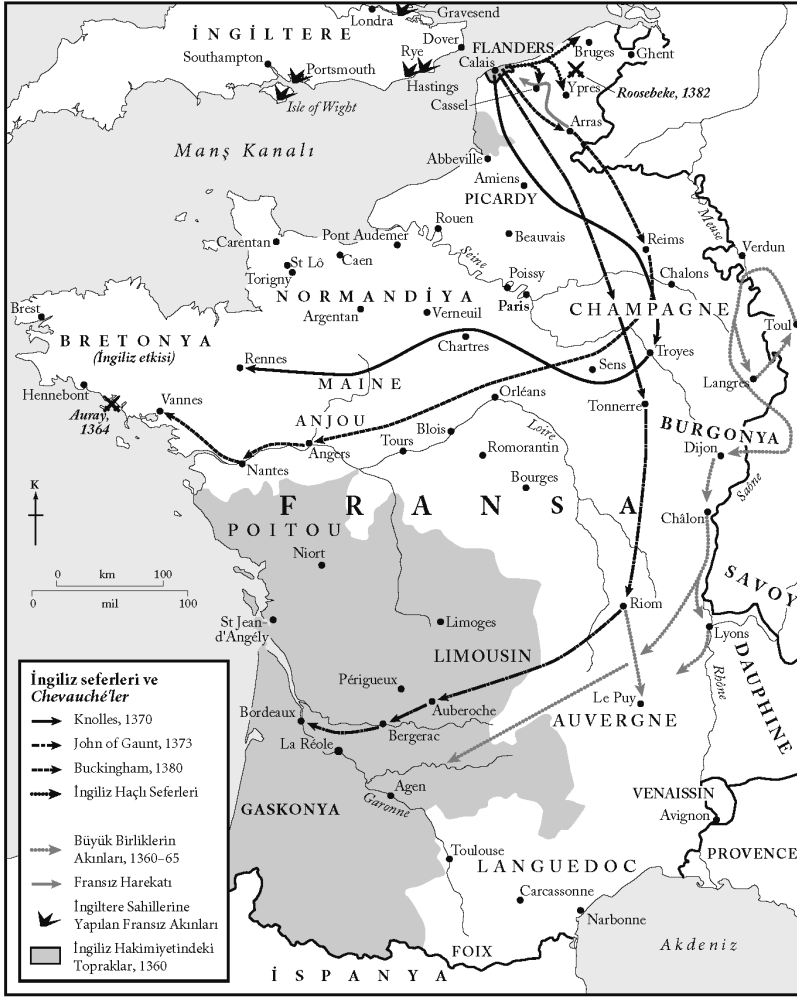 Londra
Gravesend
İNGİLTERE
Dover
Rye
Southampton
Portsmouth
Hastings
Isle of Wight
FLANDERS
Calais
Bruges
Ghent
Cassel
Ypres
Roosebeke, 1382
Arras
Manş Kanalı
Abbeville
Amiens
PICARDY
Meuse
Rouen
Pont Audemer
Beauvais
Reims
Verdun
Carentan
Seine
St Lô
Caen
Torigny
Poissy
Chalons
Paris
NORMANDİYA
CHAMPAGNE
Argentan
Verneuil
Toul
Brest
BRETONYA
(İngiliz etkisi)
Chartres
Rennes
Sens
Troyes
MAINE
Langres
Hennebont
Auray,
1364
Vannes
Orléans
Tonnerre
ANJOU
Blois
Loire
BURGONYA
Angers
Tours
Romorantin
Dijon
Nantes
Bourges
Saône
K
FRANSA
Châlon
POITOU
Niort
0 km 100
0 mil 100
SAVOY
Riom
St Jean-
d'Angély
Limoges
Lyons
LIMOUSIN
DAUPHINE
Rhône
Périgueux
Le Puy
Auberoche
AUVERGNE
Bordeaux
Bergerac
La Réole
Agen
Garonne
GASKONYA
VENAISSIN
Avignon
Toulouse
LANGUEDOC
PROVENCE
Carcassonne
Narbonne
FOIX
Akdeniz
İSPANYA
İngiliz seferleri ve
Chevauché'ler
Knolles, 1370
John of Gaunt, 1373
Buckingham, 1380
İngiliz Haçlı Seferleri
Büyük Birliklerin
Akınları, 1360–65
Fransız Harekatı
İngiltere Sahillerine
Yapılan Fransız Akınları
İngiliz Hakimiyetindeki
Topraklar, 1360